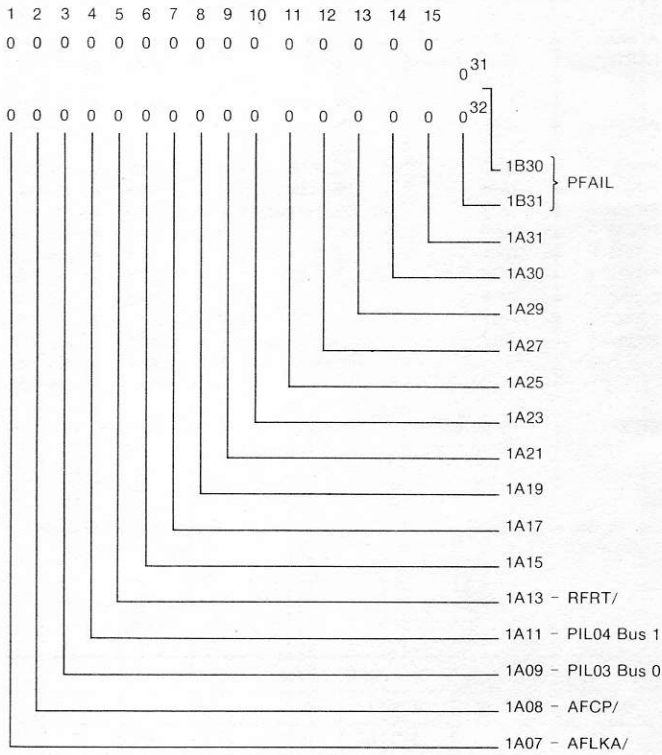 1 2 3 4 5 6 7 8 9 10 11 12 13 14 15
0 0 0 0 0 0 0 0 0 0 0 0 0 0 0
0 31
0 0 0 0 0 0 0 0 0 0 0 0 0 0 0 0 32
1B30
PFAIL
1B31
1A31
1A30
1A29
1A27
1A25
1A23
1A21
1A19
1A17
1A15
1A13 - RFRT/
1A11 - PIL04 Bus 1
1A09 - PIL03 Bus 0
1A08 - AFCP/
1A07 - AFLKA/